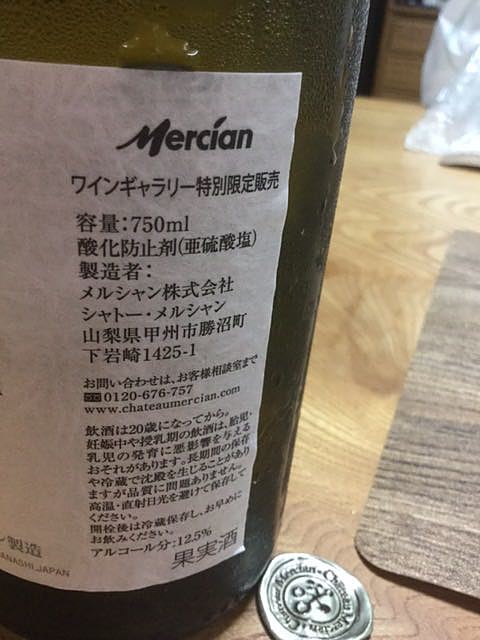 Mercian
ワインギャラリー特別限定販売
容量:750ml
酸化防止剤(亜硫酸塩)
製造者:
メルシャン株式会社
シャトー・メルシャン
山梨県甲州市勝沼町
下岩崎1425-1
お問い合わせは、お客様相談室まで
0120-676-757
www.chateaumercian.com
飲酒は20歳になってから。
妊娠中や授乳期の飲酒は、胎児・
乳児の発育に悪影響を与える
おそれがあります。長期間の保存
や冷蔵で沈殿を生じることがあり
ますが品質に問題ありません。
高温・直射日光を避けて保存して
ください。
開栓後は冷蔵保存し、お早めに
お飲みください。
アルコール分:12.5%
果実酒
製造
YAMANASHI, JAPAN
Château Mercian